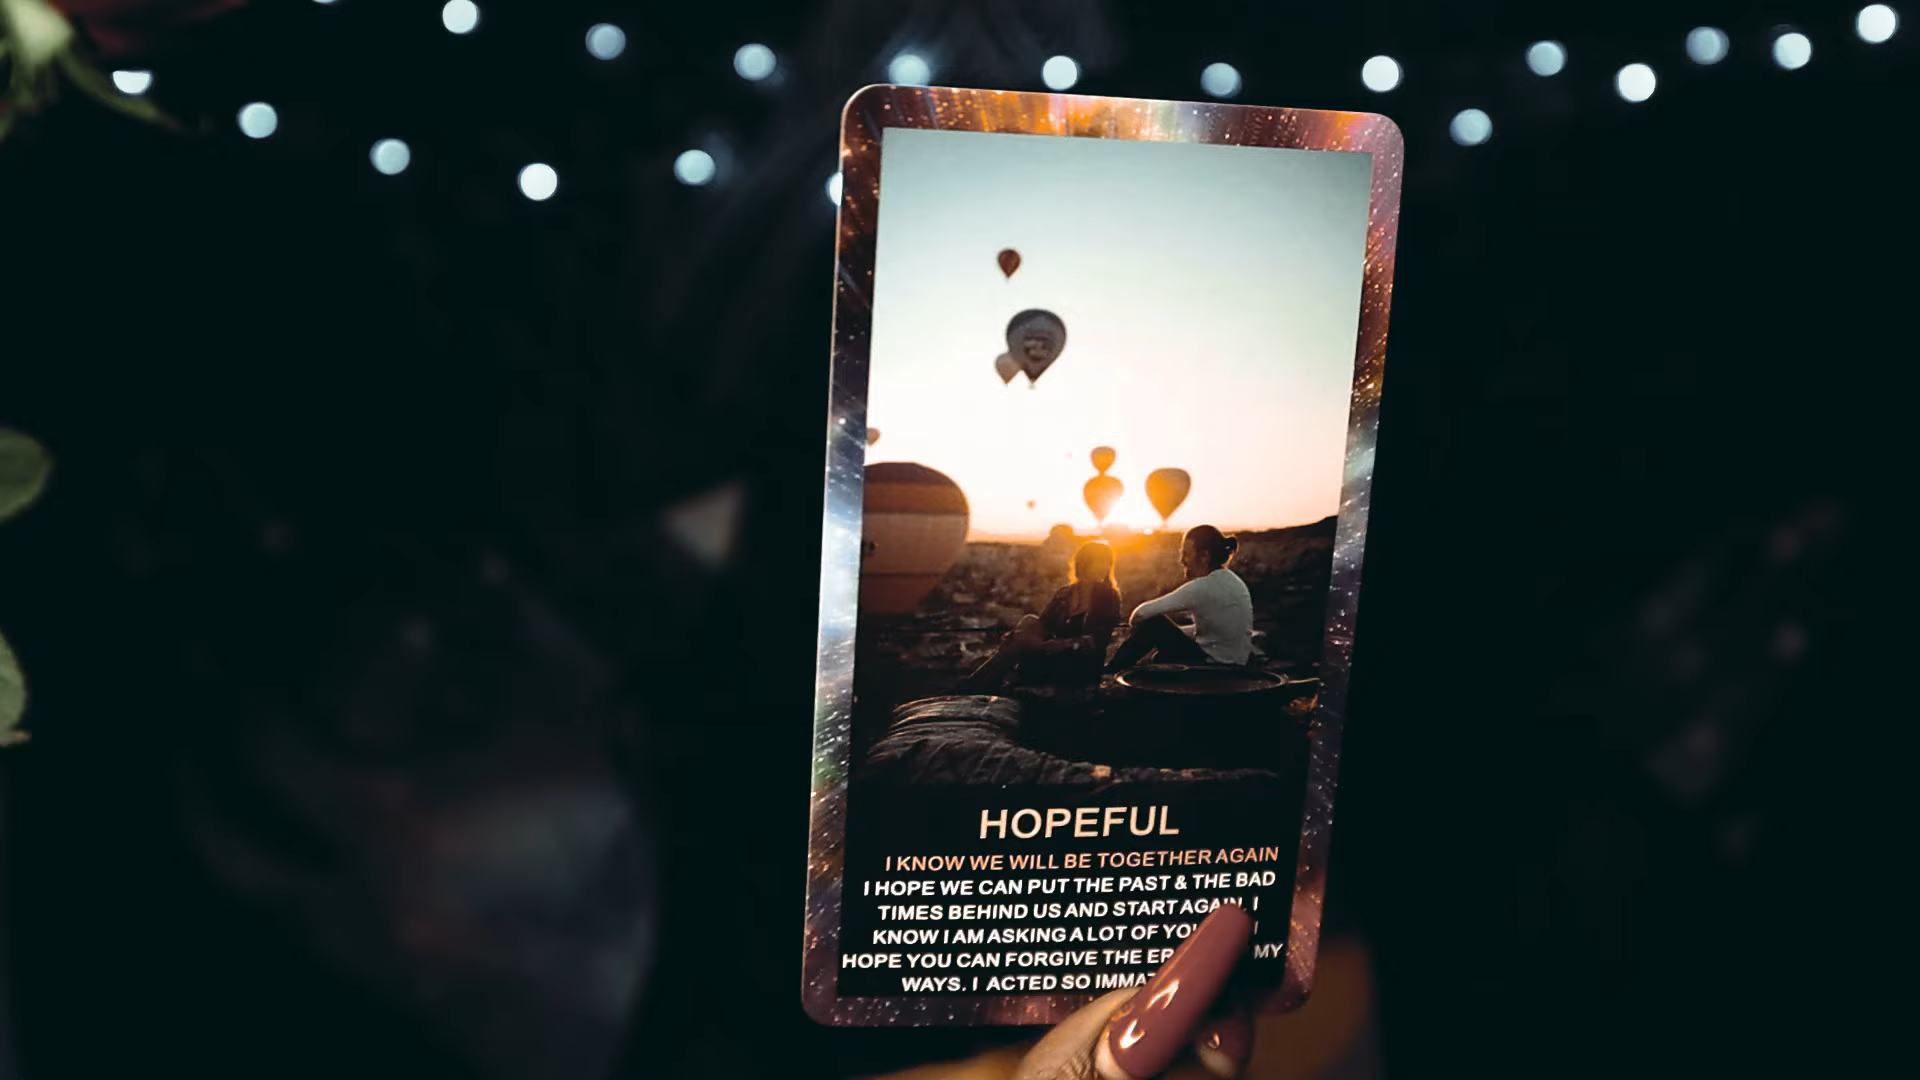 HOPEFUL
I KNOW WE WILL BE TOGETHER AGAIN
I HOPE WE CAN PUT THE PAST & THE BAD
TIMES BEHIND US AND START AGAIN. I
KNOW I AM ASKING A LOT OF I
HOPE YOU CAN FORGIVE THE MY
WAYS. I ACTED SO